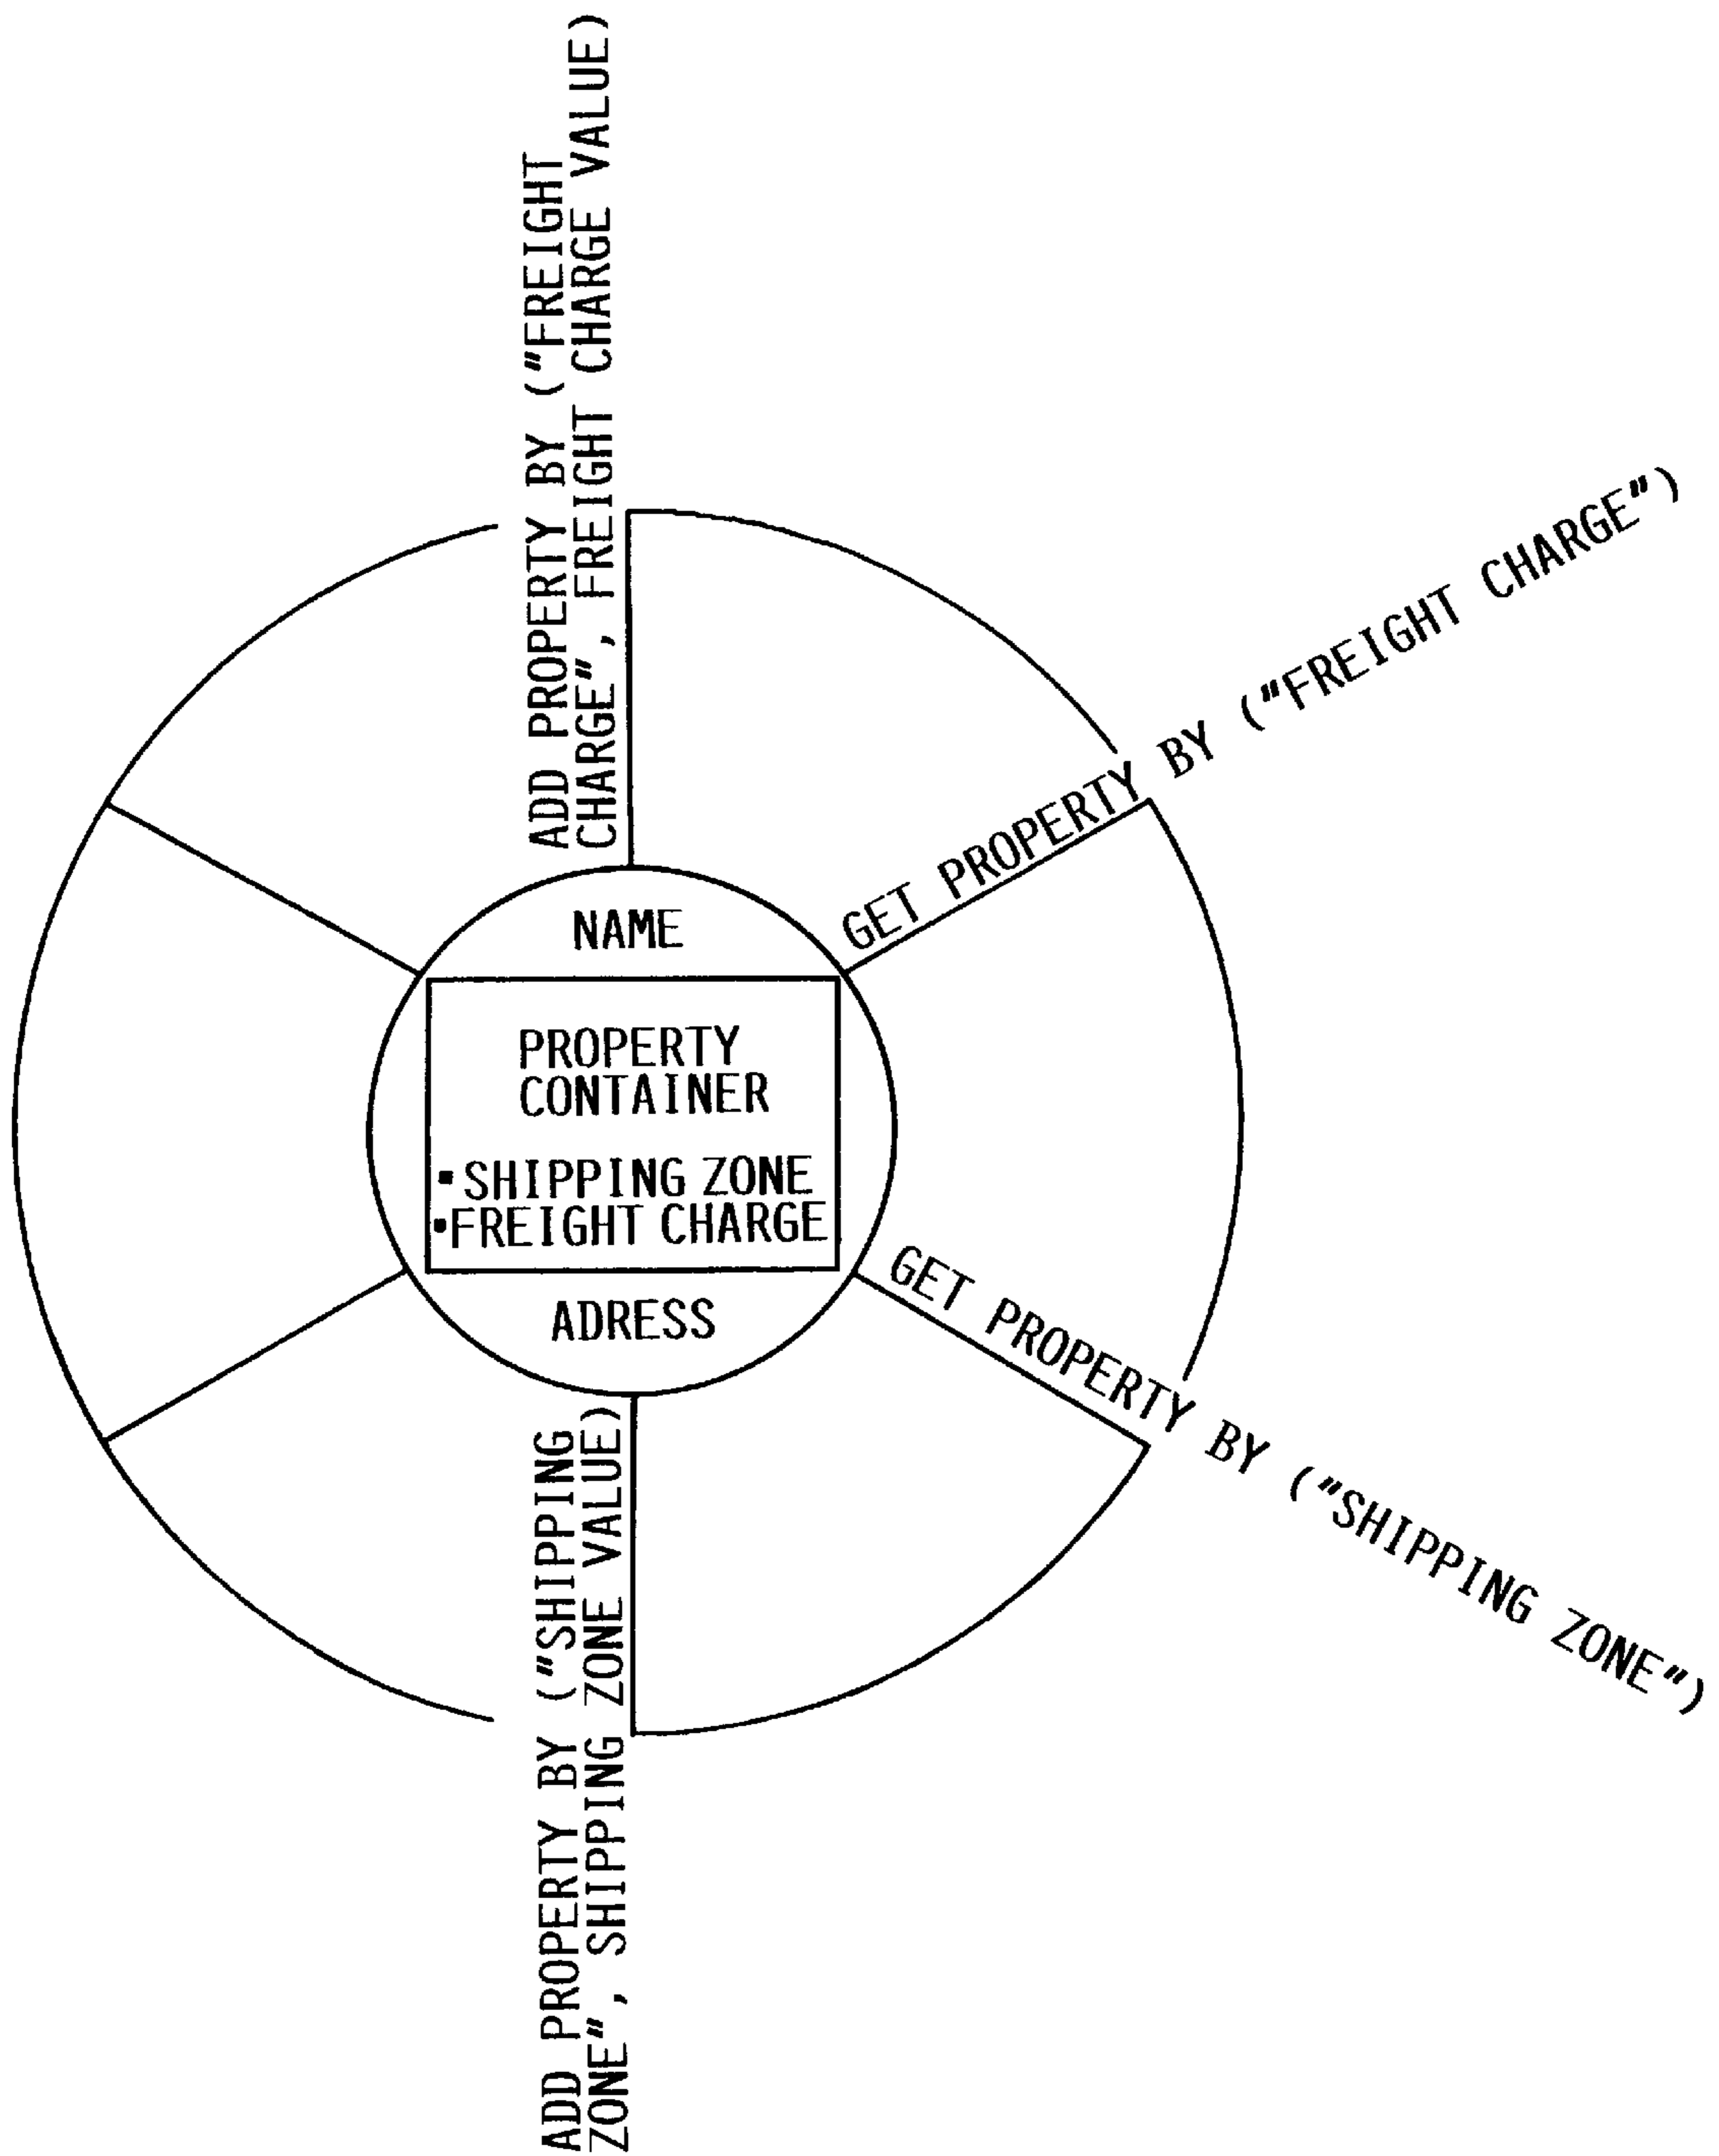 ADD PROPERTY BY ("FREIGHT
CHARGE", FREIGHT CHARGE VALUE)
GET PROPERTY BY ("FREIGHT CHARGE")
NAME
PROPERTY
CONTAINER
▪SHIPPING ZONE
▪FREIGHT CHARGE
ADRESS
GET PROPERTY BY ("SHIPPING ZONE")
ADD PROPERTY BY ("SHIPPING
ZONE", SHIPPING ZONE VALUE)